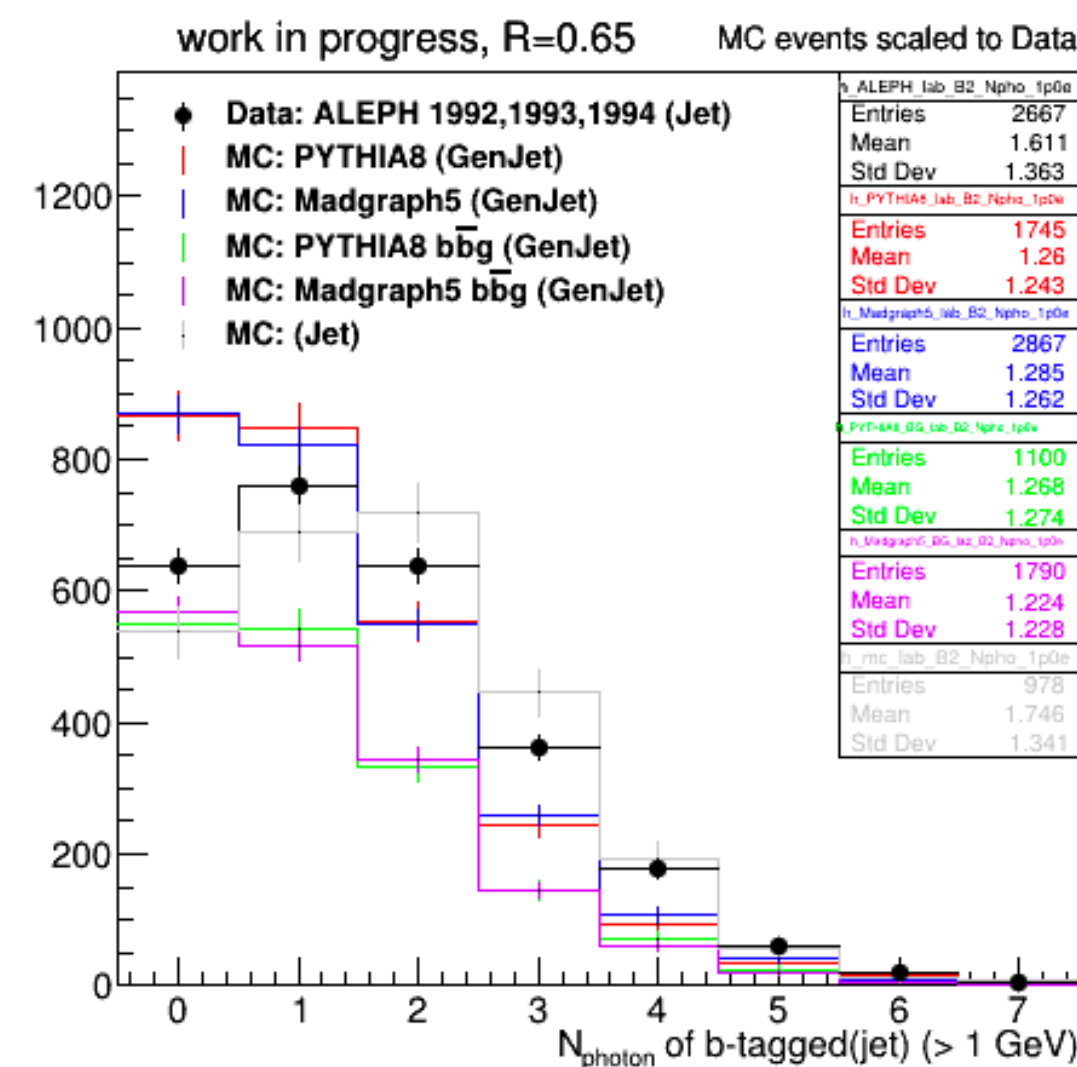 work in progress, R=0.65
MC events scaled to Data
Data: ALEPH 1992,1993,1994 (Jet)
MC: PYTHIA8 (GenJet)
MC: Madgraph5 (GenJet)
MC: PYTHIA8 bb̅g (GenJet)
MC: Madgraph5 bb̅g (GenJet)
MC: (Jet)
h_ALEPH_lab_B2_Npho_1p0e
Entries 2667
Mean 1.611
Std Dev 1.363
h_PYTHIA8_lab_B2_Npho_1p0e
Entries 1745
Mean 1.26
Std Dev 1.243
h_Madgraph5_lab_B2_Npho_1p0e
Entries 2867
Mean 1.285
Std Dev 1.262
h_PYTHIA8_BG_lab_B2_Npho_1p0e
Entries 1100
Mean 1.268
Std Dev 1.274
h_Madgraph5_BG_lab_B2_Npho_1p0e
Entries 1790
Mean 1.224
Std Dev 1.228
h_mc_lab_B2_Npho_1p0e
Entries 978
Mean 1.746
Std Dev 1.341
1200
1000
800
600
400
200
0
0 1 2 3 4 5 6 7
Nphoton of b-tagged(jet) (> 1 GeV)